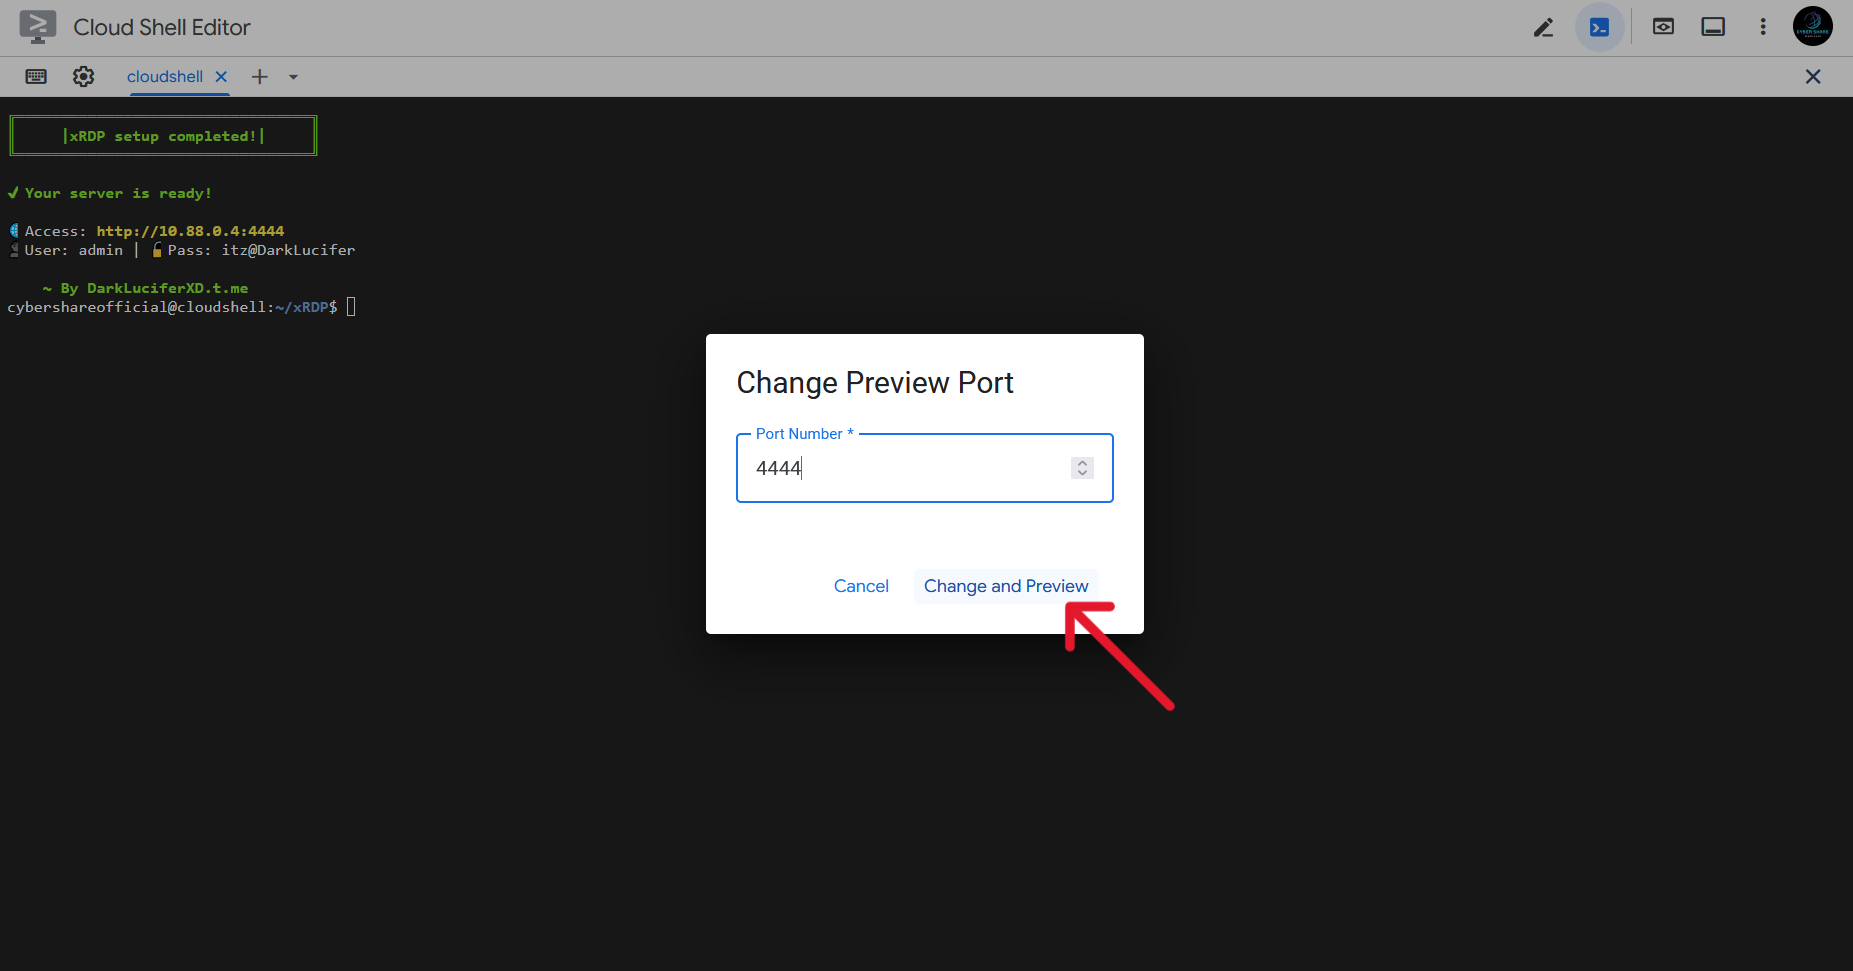 Cloud Shell Editor
cloudshell
|xRDP setup completed!|
Your server is ready!
Access: http://10.88.0.4:4444
User: admin | Pass: itz@DarkLucifer
~ By DarkLuciferXD.t.me
cybershareofficial@cloudshell:~/xRDP$
Change Preview Port
Port Number *
4444
Cancel
Change and Preview